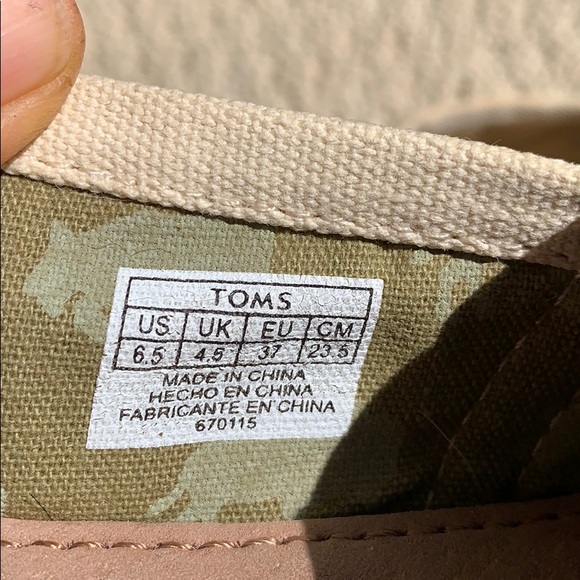 TOMS
US UK EU CM
6.5 4.5 37 23.5
MADE IN CHINA
HECHO EN CHINA
FABRICANTE EN CHINA
670115